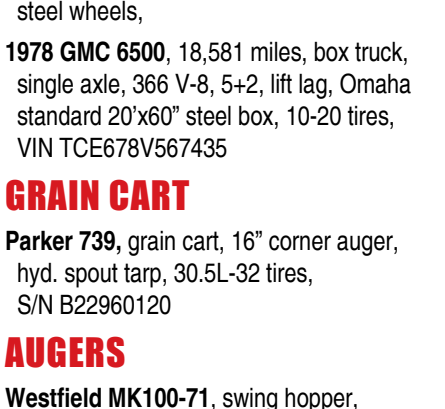 steel wheels,
1978 GMC 6500, 18,581 miles, box truck,
single axle, 366 V-8, 5+2, lift lag, Omaha
standard 20’x60” steel box, 10-20 tires,
VIN TCE678V567435
GRAIN CART
Parker 739, grain cart, 16” corner auger,
hyd. spout tarp, 30.5L-32 tires,
S/N B22960120
AUGERS
Westfield MK100-71, swing hopper,